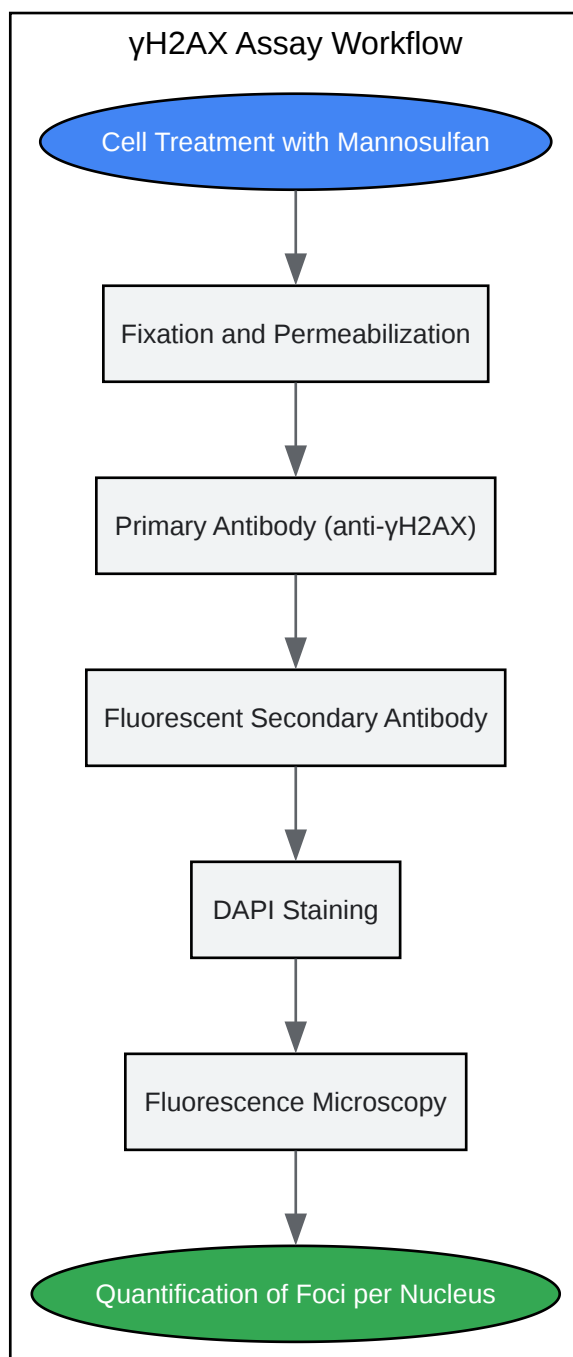 γH2AX Assay Workflow
Cell Treatment with Mannosulfan
Fixation and Permeabilization
Primary Antibody (anti-γH2AX)
Fluorescent Secondary Antibody
DAPI Staining
Fluorescence Microscopy
Quantification of Foci per Nucleus